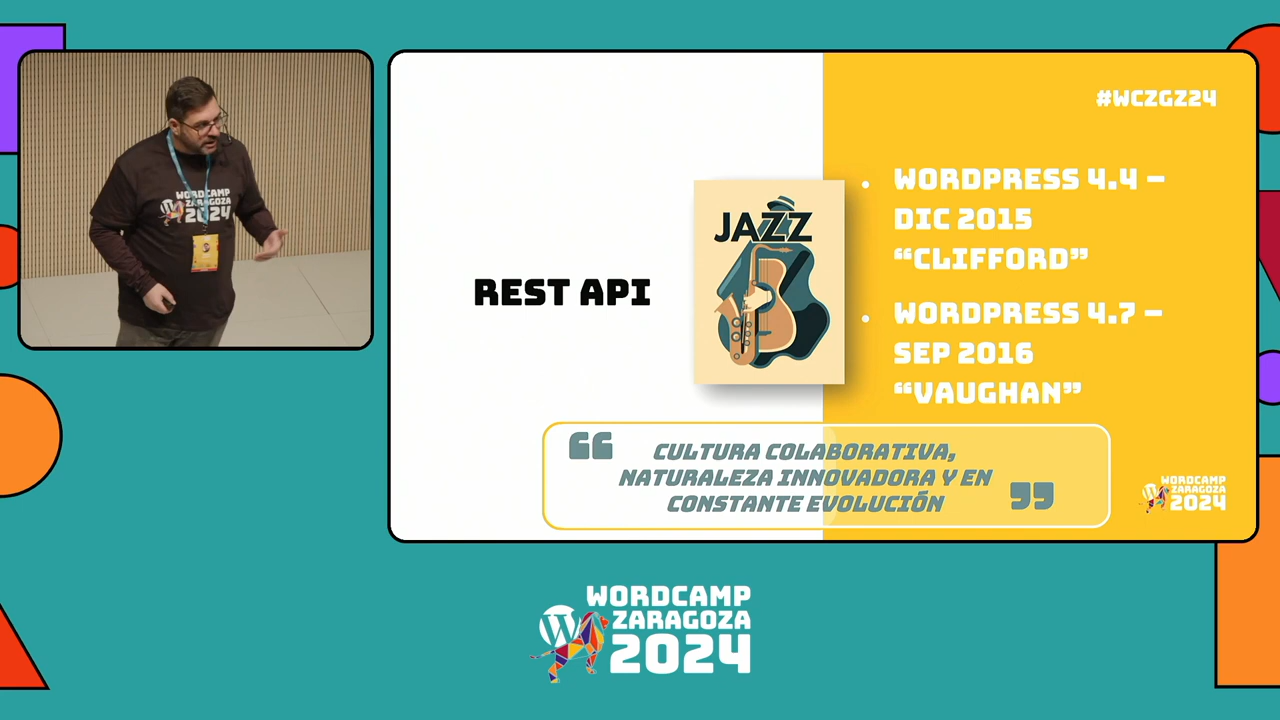 WORDCAMP
ZARAGOZA
2024
#WCZGZ24
REST API
JAZZ
• WORDPRESS 4.4 –
DIC 2015
“CLIFFORD”
• WORDPRESS 4.7 –
SEP 2016
“VAUGHAN”
“ CULTURA COLABORATIVA,
NATURALEZA INNOVADORA Y EN
CONSTANTE EVOLUCIÓN ”
WORDCAMP
ZARAGOZA
2024
WORDCAMP
ZARAGOZA
2024